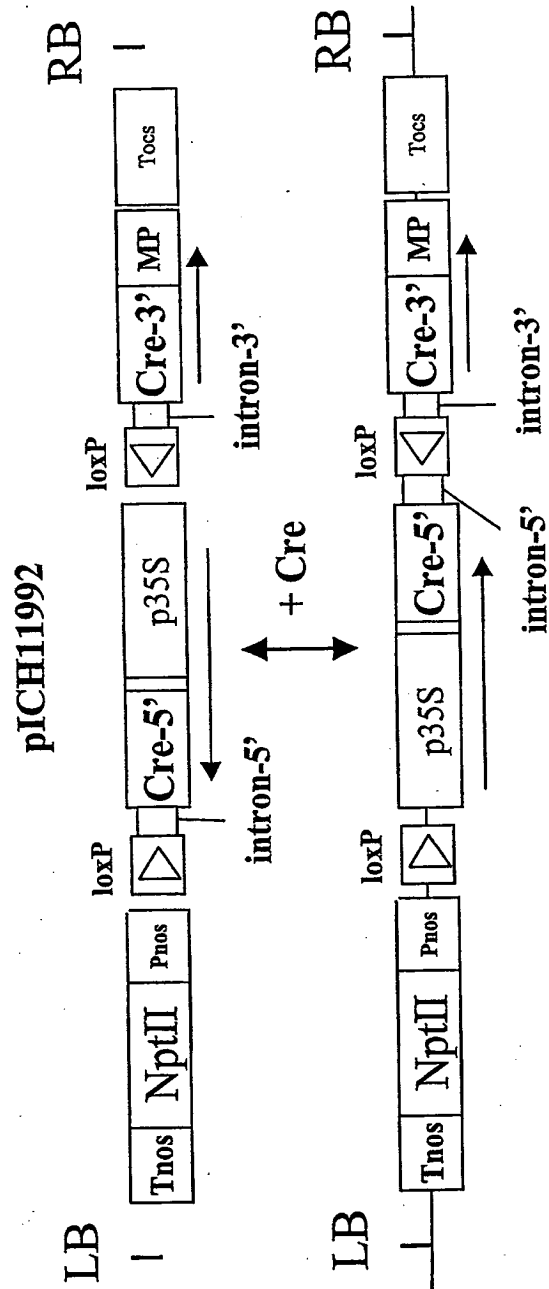 pICH11992
LB
Tnos NptII Pnos
loxP
intron-5'
Cre-5' p35S
loxP
intron-3'
Cre-3' MP Tocs
RB
+ Cre
LB
Tnos NptII Pnos
loxP
p35S Cre-5'
intron-5'
loxP
intron-3'
Cre-3' MP Tocs
RB